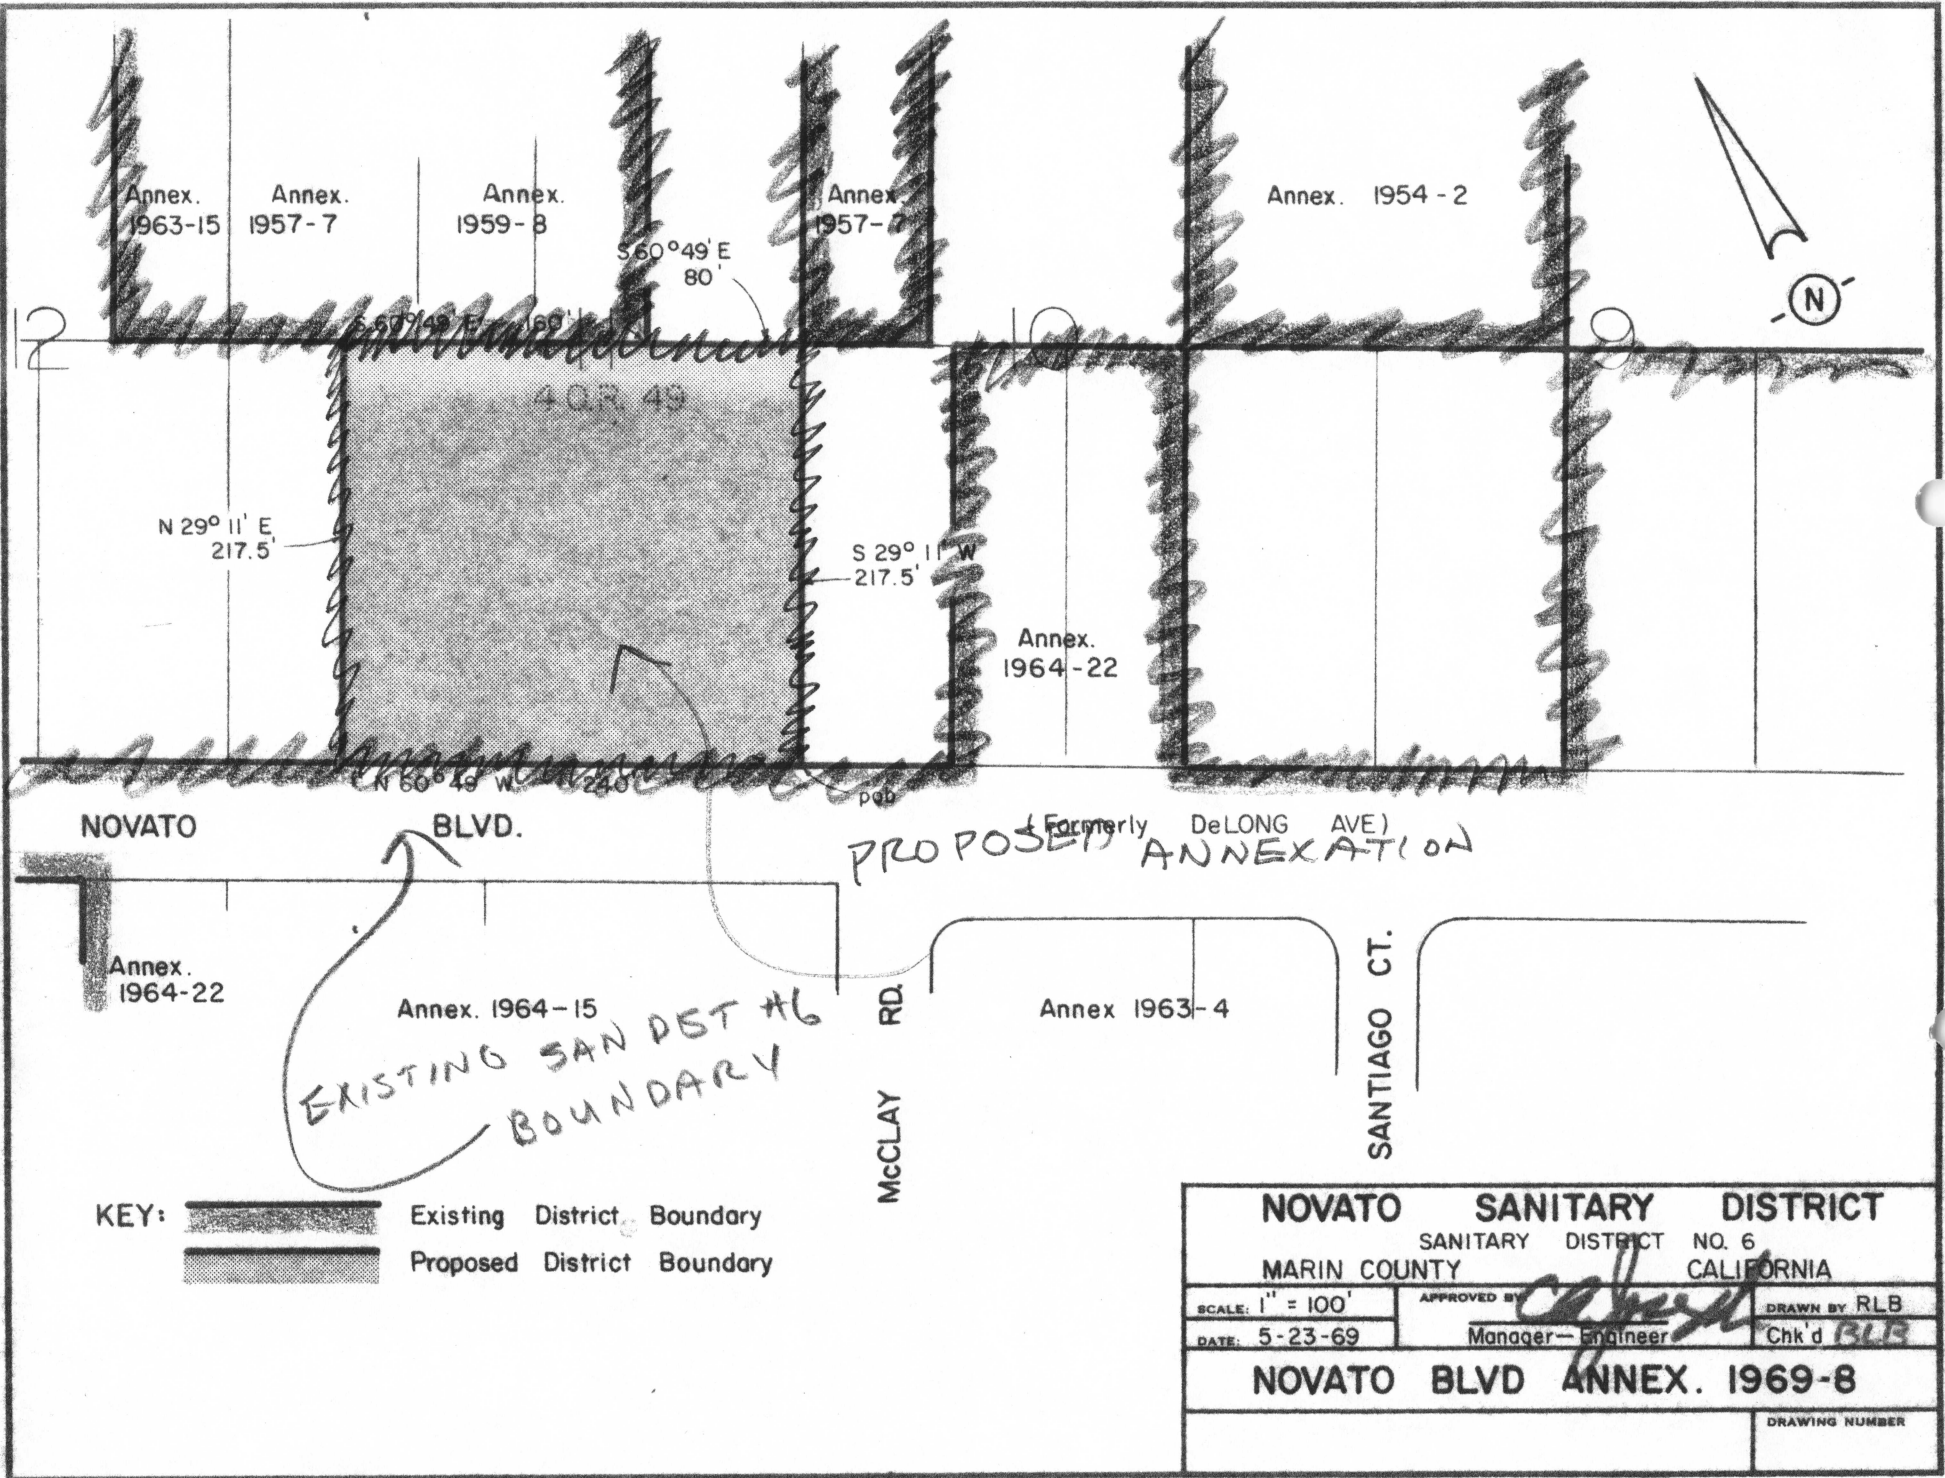 Annex. 1963-15
Annex. 1957-7
Annex. 1959-8
S 60° 49' E 80'
Annex. 1957-7
Annex. 1954-2
N
12
10
9
S 60° 49' E 160'
4 O.R. 49
N 29° 11' E 217.5'
S 29° 11' W 217.5'
Annex. 1964-22
N 60° 49' W 240'
pob
NOVATO BLVD.
(Formerly DeLONG AVE)
PROPOSED ANNEXATION
Annex. 1964-22
Annex. 1964-15
EXISTING SAN DIST #6
BOUNDARY
McCLAY RD.
Annex 1963-4
SANTIAGO CT.
KEY:
Existing District Boundary
Proposed District Boundary
NOVATO SANITARY DISTRICT
SANITARY DISTRICT NO. 6
MARIN COUNTY CALIFORNIA
SCALE: 1" = 100'
APPROVED BY
DRAWN BY RLB
DATE: 5-23-69
Manager-Engineer
Chk'd BLB
NOVATO BLVD ANNEX. 1969-8
DRAWING NUMBER